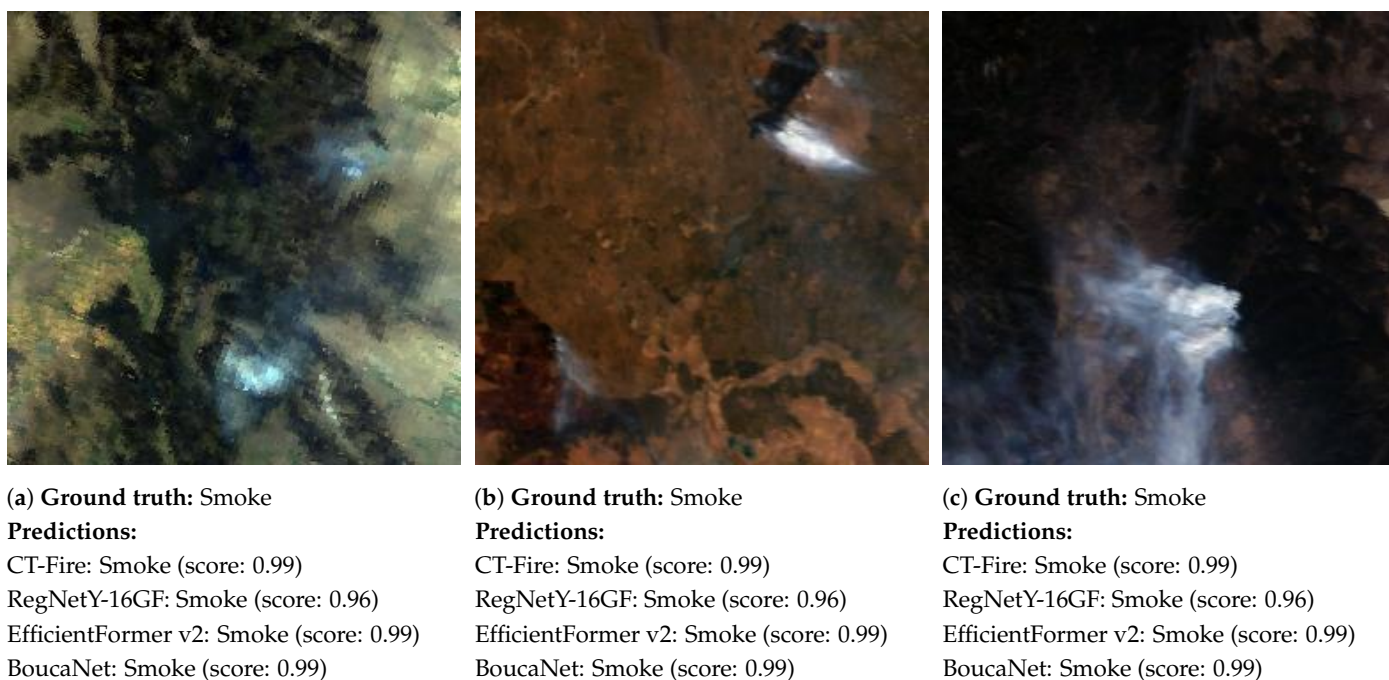 (a) Ground truth: Smoke
Predictions:
CT-Fire: Smoke (score: 0.99)
RegNetY-16GF: Smoke (score: 0.96)
EfficientFormer v2: Smoke (score: 0.99)
BoucaNet: Smoke (score: 0.99)
(b) Ground truth: Smoke
Predictions:
CT-Fire: Smoke (score: 0.99)
RegNetY-16GF: Smoke (score: 0.96)
EfficientFormer v2: Smoke (score: 0.99)
BoucaNet: Smoke (score: 0.99)
(c) Ground truth: Smoke
Predictions:
CT-Fire: Smoke (score: 0.99)
RegNetY-16GF: Smoke (score: 0.96)
EfficientFormer v2: Smoke (score: 0.99)
BoucaNet: Smoke (score: 0.99)